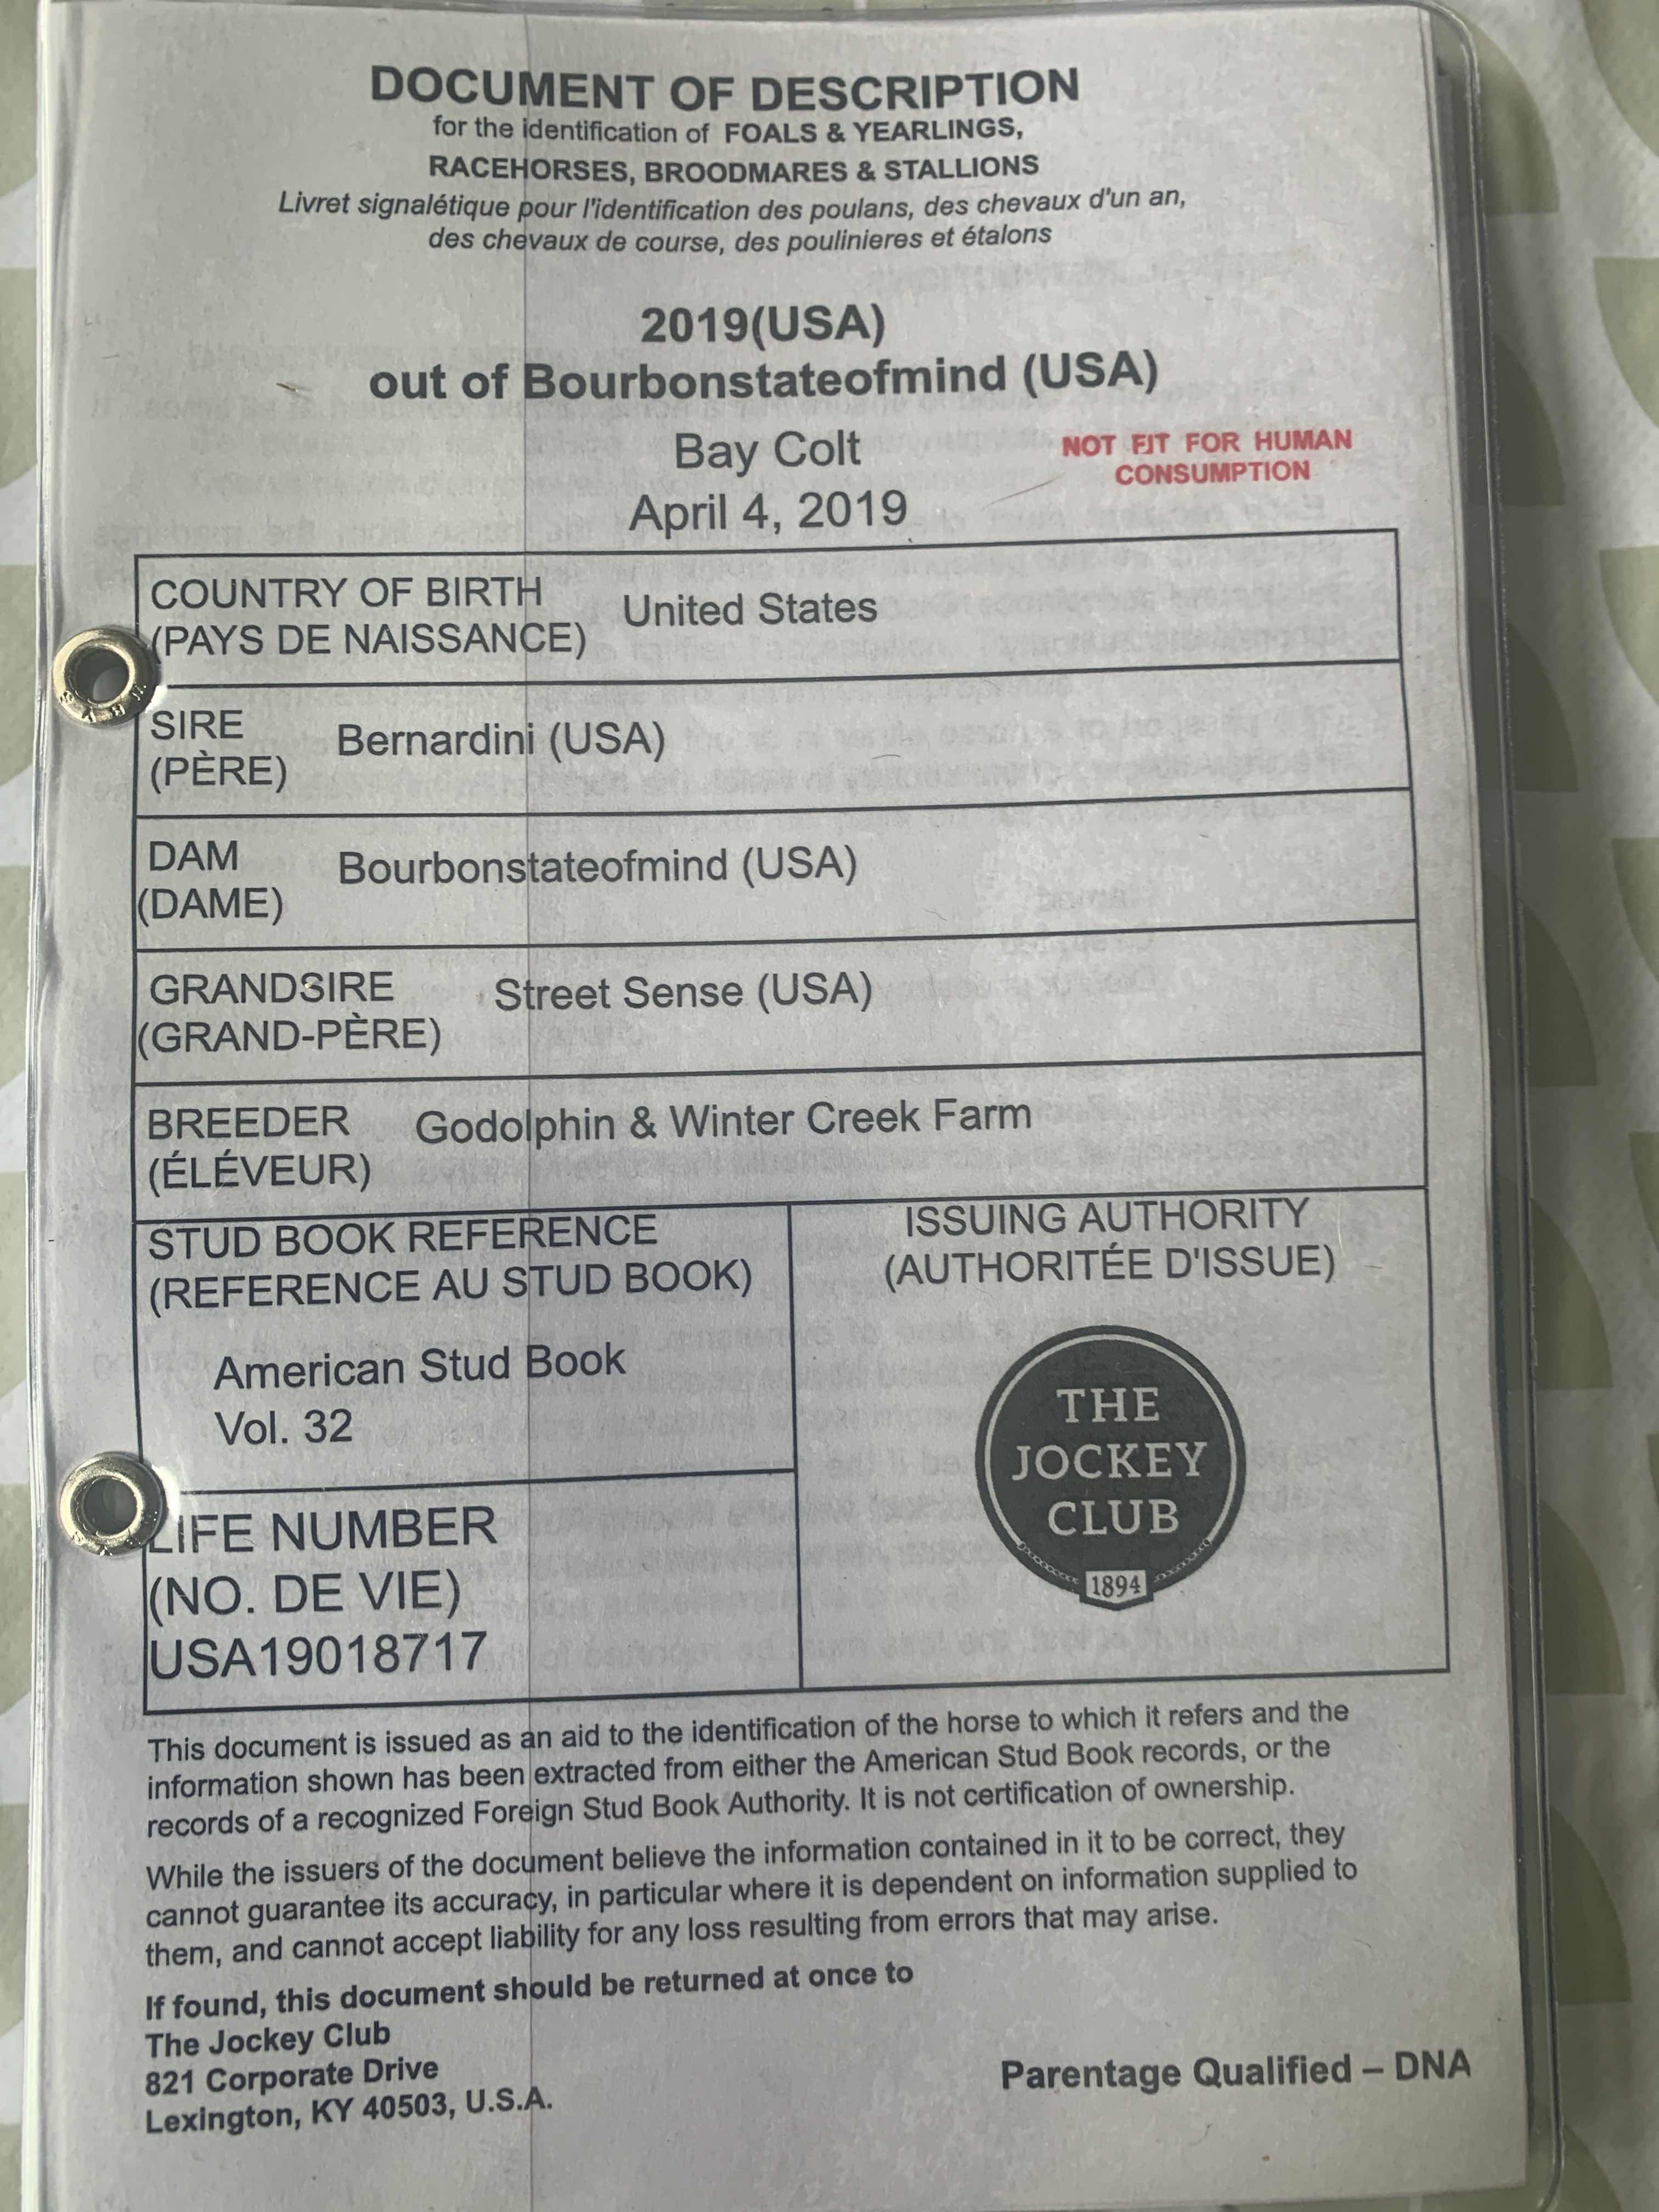 DOCUMENT OF DESCRIPTION
for the identification of FOALS & YEARLINGS,
RACEHORSES, BROODMARES & STALLIONS
Livret signalétique pour l'identification des poulans, des chevaux d'un an,
des chevaux de course, des poulinieres et étalons
2019(USA)
out of Bourbonstateofmind (USA)
Bay Colt
NOT FIT FOR HUMAN
CONSUMPTION
April 4, 2019
COUNTRY OF BIRTH
(PAYS DE NAISSANCE)
United States
SIRE
(PÈRE)
Bernardini (USA)
DAM
(DAME)
Bourbonstateofmind (USA)
GRANDSIRE
(GRAND-PÈRE)
Street Sense (USA)
BREEDER
(ÉLÉVEUR)
Godolphin & Winter Creek Farm
STUD BOOK REFERENCE
(REFERENCE AU STUD BOOK)
American Stud Book
Vol. 32
ISSUING AUTHORITY
(AUTHORITÉE D'ISSUE)
THE
JOCKEY
CLUB
1894
LIFE NUMBER
(NO. DE VIE)
USA19018717
This document is issued as an aid to the identification of the horse to which it refers and the
information shown has been extracted from either the American Stud Book records, or the
records of a recognized Foreign Stud Book Authority. It is not certification of ownership.
While the issuers of the document believe the information contained in it to be correct, they
cannot guarantee its accuracy, in particular where it is dependent on information supplied to
them, and cannot accept liability for any loss resulting from errors that may arise.
If found, this document should be returned at once to
The Jockey Club
821 Corporate Drive
Lexington, KY 40503, U.S.A.
Parentage Qualified – DNA